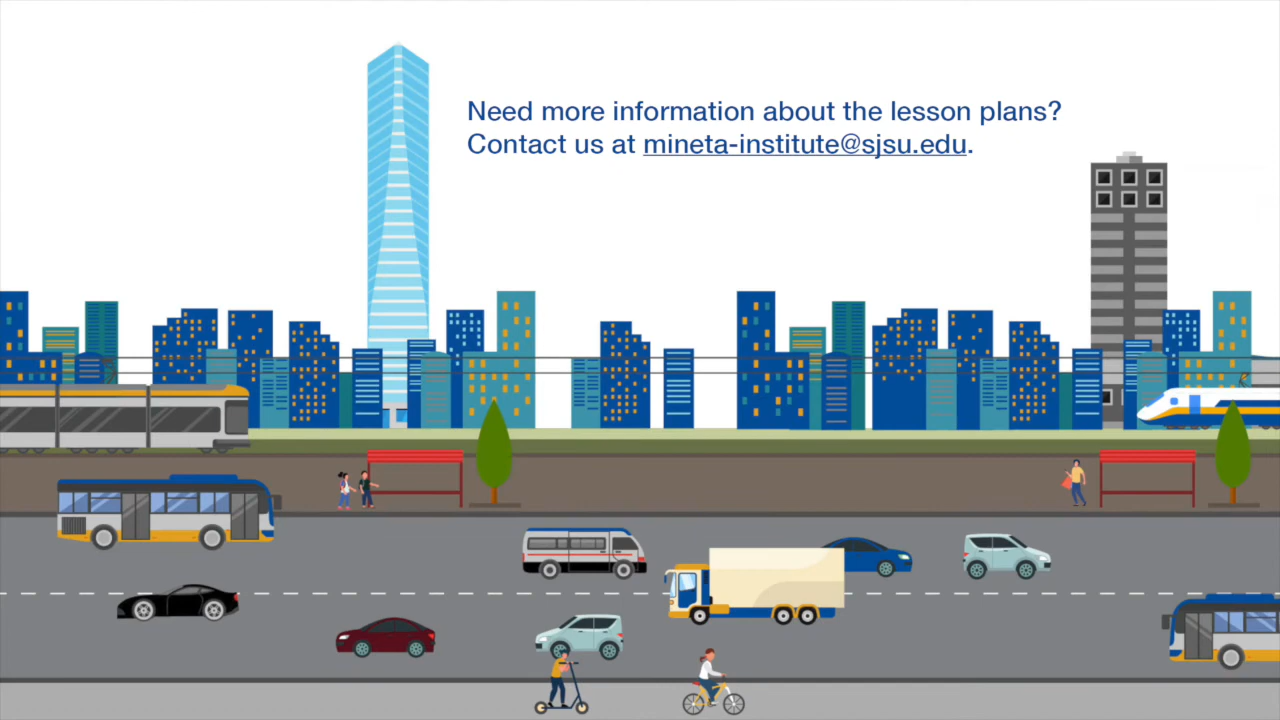 Need more information about the lesson plans?
Contact us at mineta-institute@sjsu.edu.